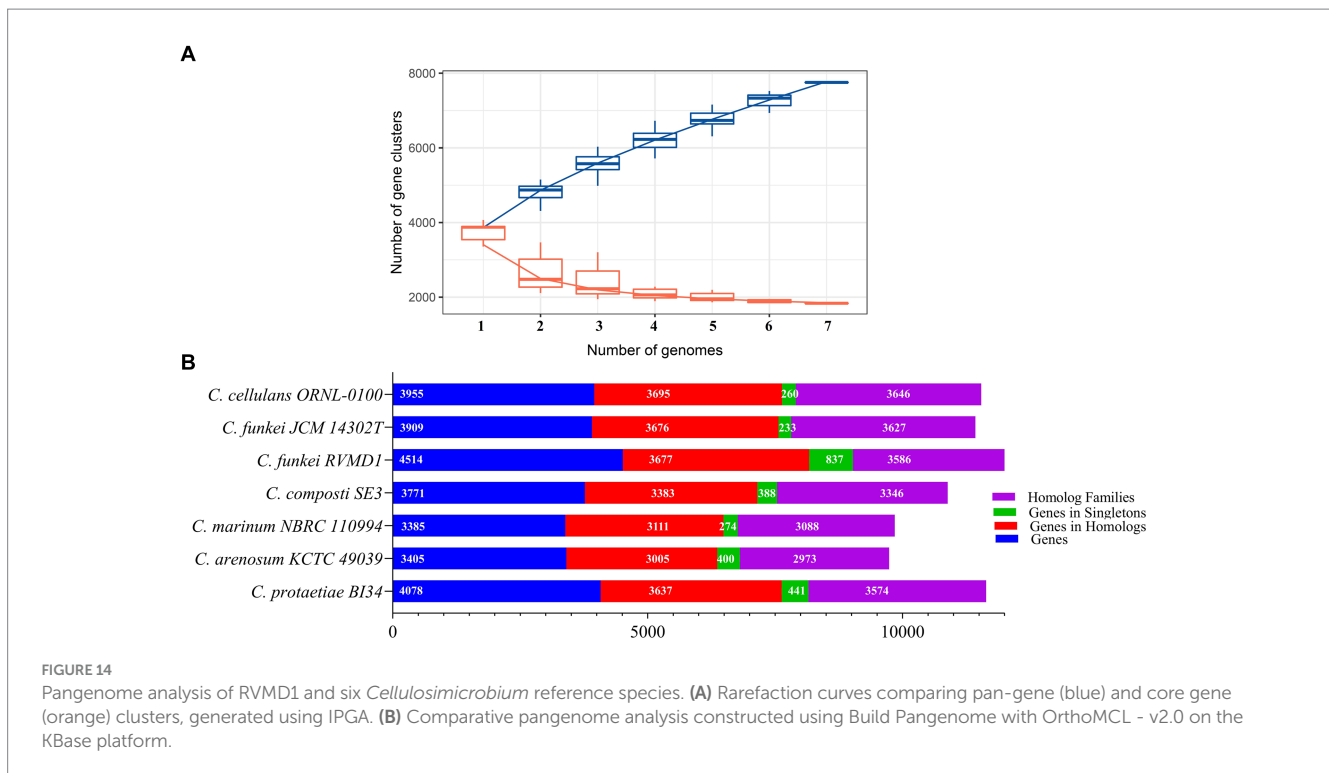 A
8000
6000
4000
2000
Number of gene clusters
1 2 3 4 5 6 7
Number of genomes
B
C. cellulans ORNL-0100 3955 3695 260 3646
C. funkei JCM 14302T 3909 3676 233 3627
C. funkei RVMD1 4514 3677 837 3586
C. composti SE3 3771 3383 388 3346
C. marinum NBRC 110994 3385 3111 274 3088
C. arenosum KCTC 49039 3405 3005 400 2973
C. protaetiae BI34 4078 3637 441 3574
0 5000 10000
Homolog Families
Genes in Singletons
Genes in Homologs
Genes
FIGURE 14
Pangenome analysis of RVMD1 and six Cellulosimicrobium reference species. (A) Rarefaction curves comparing pan-gene (blue) and core gene
(orange) clusters, generated using IPGA. (B) Comparative pangenome analysis constructed using Build Pangenome with OrthoMCL - v2.0 on the
KBase platform.